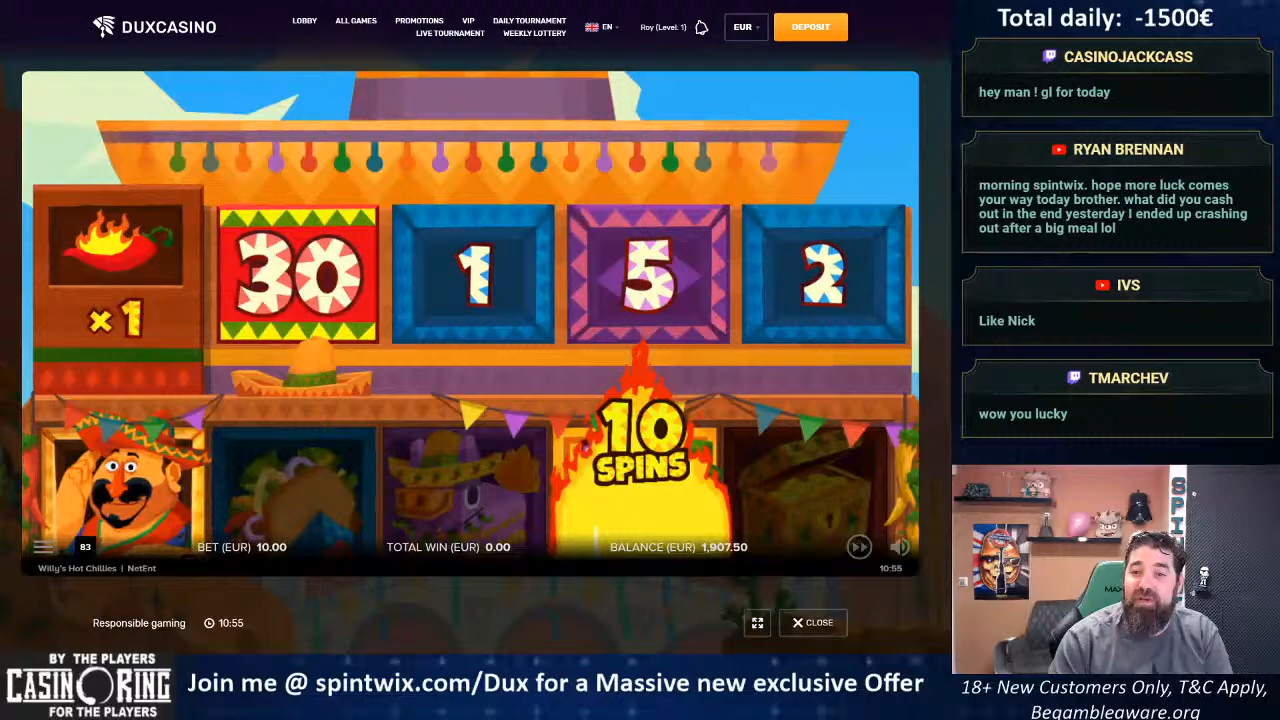 DUXCASINO
LOBBY ALL GAMES PROMOTIONS VIP DAILY TOURNAMENT
LIVE TOURNAMENT WEEKLY LOTTERY
EN Roy (Level: 1) EUR DEPOSIT
Total daily: -1500€
CASINOJACKCASS
hey man ! gl for today
RYAN BRENNAN
morning spintwix. hope more luck comes
your way today brother. what did you cash
out in the end yesterday I ended up crashing
out after a big meal lol
IVS
Like Nick
TMARCHEV
wow you lucky
×1
30 1 5 2
10
SPINS
83 BET (EUR) 10.00 TOTAL WIN (EUR) 0.00 BALANCE (EUR) 1,907.50
Willy's Hot Chillies | NetEnt 10:55
Responsible gaming 10:55 CLOSE
SPI
BY THE PLAYERS
CASINO RING
FOR THE PLAYERS
Join me @ spintwix.com/Dux for a Massive new exclusive Offer
18+ New Customers Only, T&C Apply,
Begambleaware.org